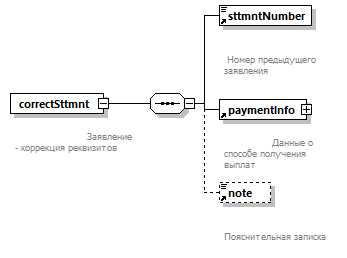 sttmntNumber
Номер предыдущего
заявления
correctSttmnt
Заявление
- коррекция реквизитов
paymentInfo
Данные о
способе получения
выплат
note
Пояснительная записка